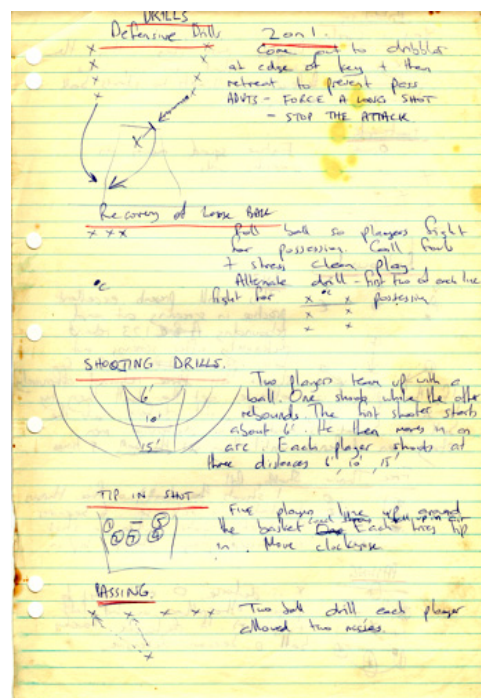 DRILLS
Defensive Drills
2 on 1.
Come out to dribbler
at edge of key + then
retreat to prevent pass
ADVTS - FORCE A LONG SHOT
- STOP THE ATTACK
x x x x x x x x X
Recovery of Loose Ball
x x x
Roll ball so players fight
for possession. Call fouls
+ stress clean play.
Alternate drill - first two of each line
fight for possession
°C
x °C x
x x
x x
SHOOTING DRILLS.
6'
10'
15'
Two players team up with a
ball. One shoots while the other
rebounds. The first shooter starts
about 6'. He then moves in an
arc. Each player shoots at
three distances 6', 10', 15'
TIP IN SHOT
Five players line up around
the basket Each tries tip
in. Move clockwise
PASSING.
x x x x x
x
Two ball drill each player
allowed two misses.